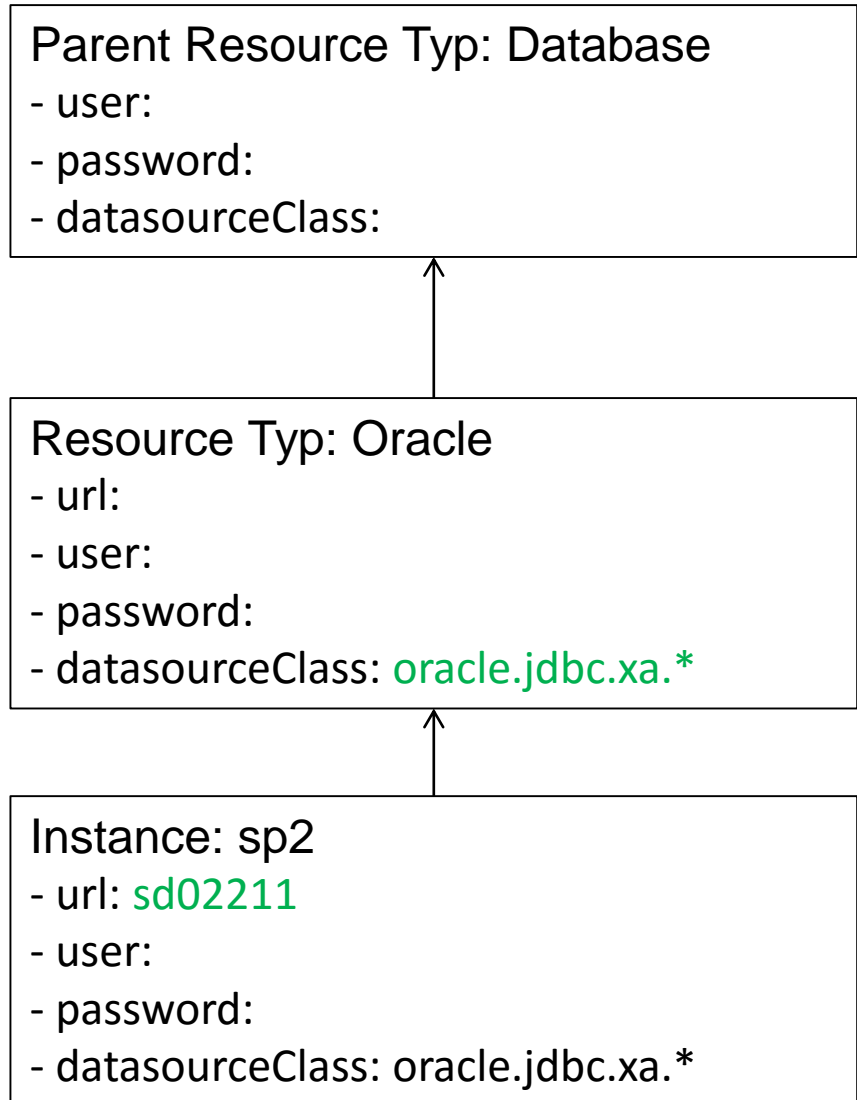 Parent Resource Typ: Database
- user:
- password:
- datasourceClass:
Resource Typ: Oracle
- url:
- user:
- password:
- datasourceClass: oracle.jdbc.xa.*
Instance: sp2
- url: sd02211
- user:
- password:
- datasourceClass: oracle.jdbc.xa.*